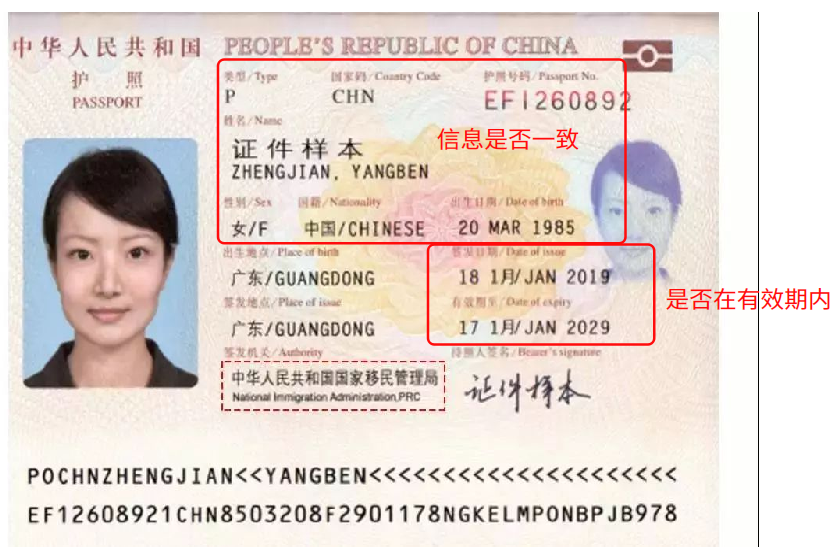 中华人民共和国 PEOPLE'S REPUBLIC OF CHINA
护 照
PASSPORT
类型/Type 国家码/Country Code 护照号码/Passport No.
P CHN EF1260892
姓名/Name
证件样本
ZHENGJIAN, YANGBEN
信息是否一致
性别/Sex 国籍/Nationality 出生日期/Date of birth
女/F 中国/CHINESE 20 MAR 1985
出生地点/Place of birth 签发日期/Date of issue
广东/GUANGDONG 18 1月/JAN 2019
是否在有效期内
签发地点/Place of issue 有效期至/Date of expiry
广东/GUANGDONG 17 1月/JAN 2029
签发机关/Authority 持照人签名/Bearer's signature
中华人民共和国国家移民管理局
National Immigration Administration,PRC
证件样本
POCHNZHENGJIAN<<YANGBEN<<<<<<<<<<<<<<<<<<<<<
EF12608921CHN8503208F2901178NGKELMPONBPJB978